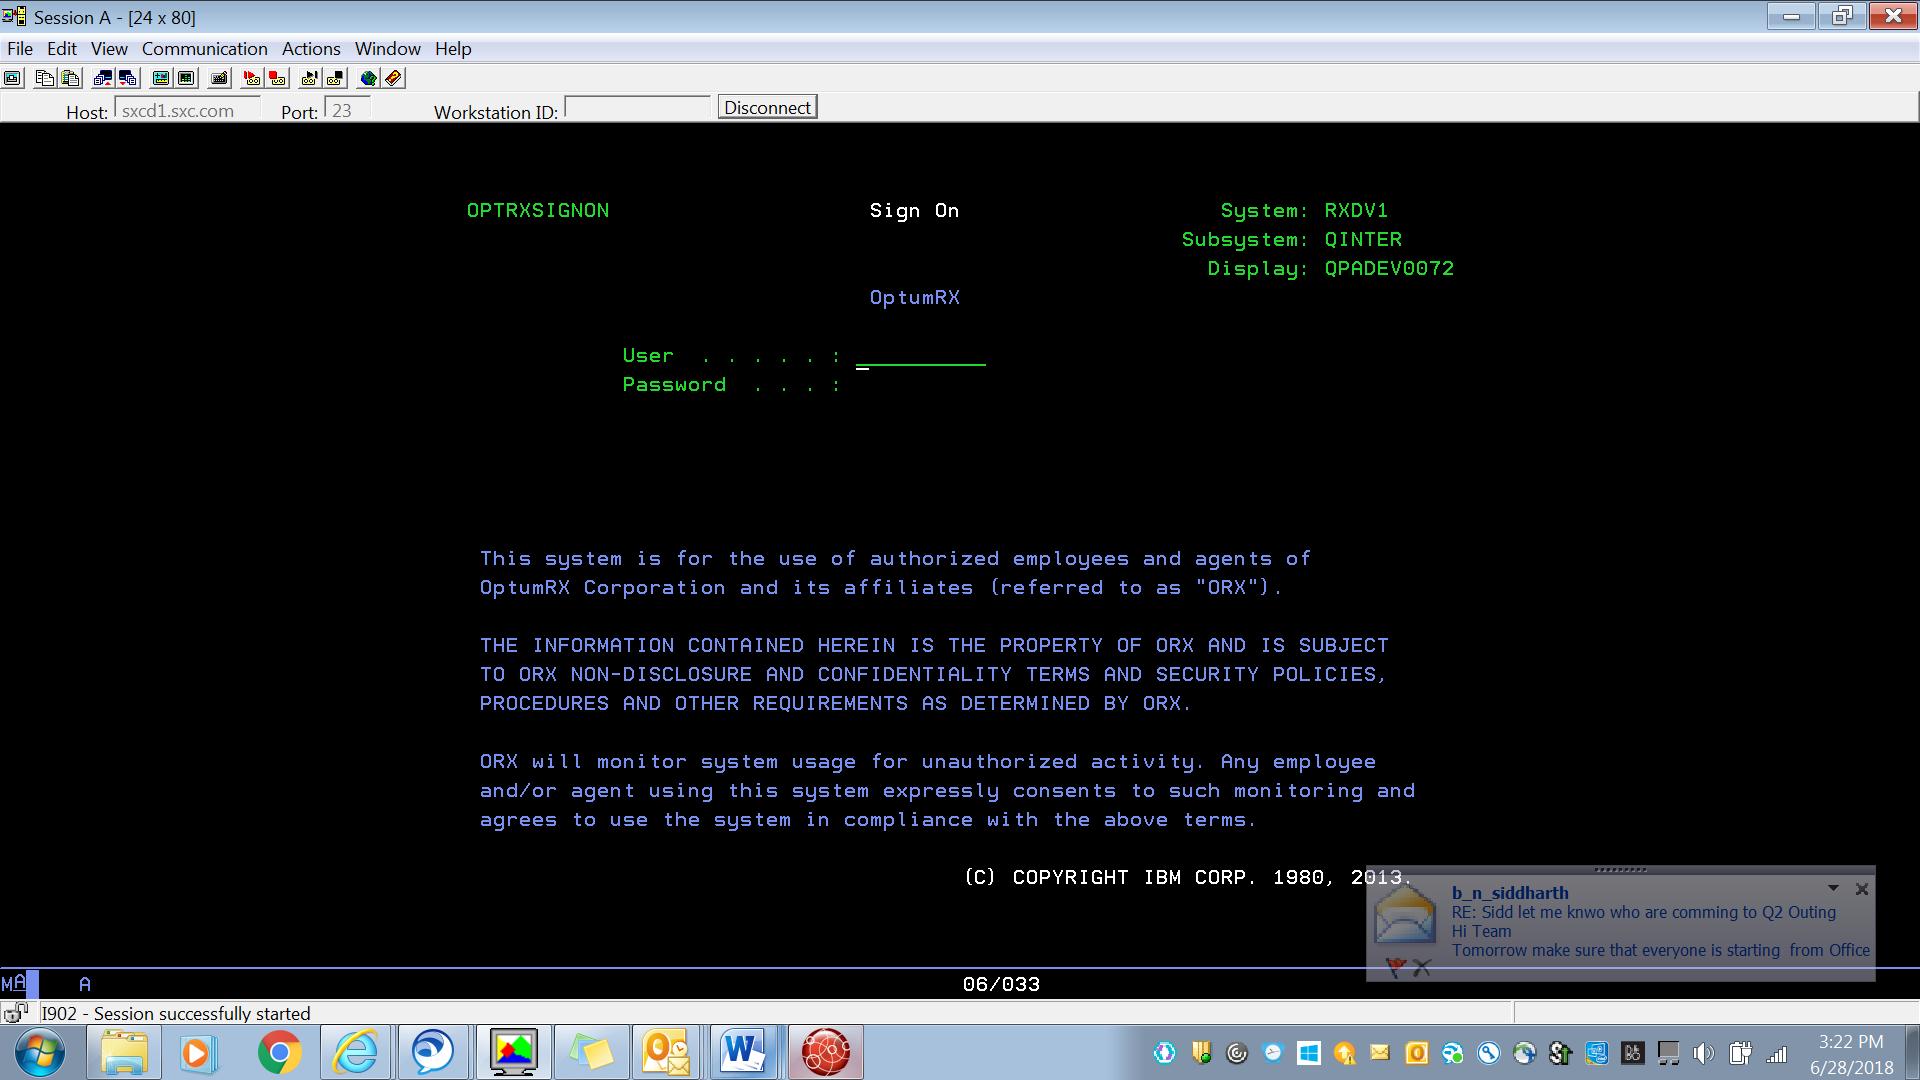 Session A - [24 x 80]
File Edit View Communication Actions Window Help
Host: sxcd1.sxc.com Port: 23 Workstation ID: Disconnect
OPTRXSIGNON Sign On System: RXDV1
Subsystem: QINTER
Display: QPADEV0072
OptumRX
User . . . . . :
Password . . . :
This system is for the use of authorized employees and agents of
OptumRX Corporation and its affiliates (referred to as "ORX").
THE INFORMATION CONTAINED HEREIN IS THE PROPERTY OF ORX AND IS SUBJECT
TO ORX NON-DISCLOSURE AND CONFIDENTIALITY TERMS AND SECURITY POLICIES,
PROCEDURES AND OTHER REQUIREMENTS AS DETERMINED BY ORX.
ORX will monitor system usage for unauthorized activity. Any employee
and/or agent using this system expressly consents to such monitoring and
agrees to use the system in compliance with the above terms.
(C) COPYRIGHT IBM CORP. 1980, 2013.
b_n_siddharth
RE: Sidd let me knwo who are comming to Q2 Outing
Hi Team
Tomorrow make sure that everyone is starting from Office
MA A 06/033
I902 - Session successfully started
3:22 PM
6/28/2018